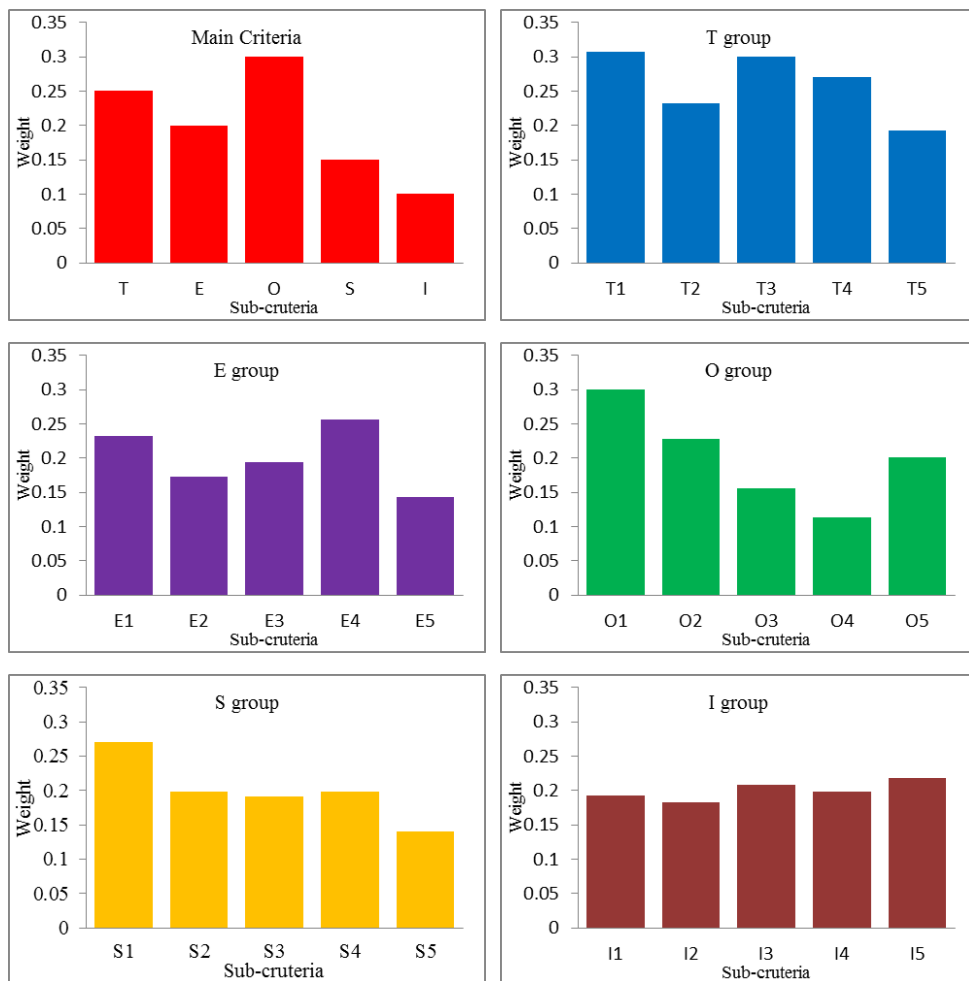 Main Criteria
0.35
0.3
0.25
0.2
0.15
0.1
0.05
0
Weight
T E O S I
Sub-cruteria
T group
0.35
0.3
0.25
0.2
0.15
0.1
0.05
0
Weight
T1 T2 T3 T4 T5
Sub-cruteria
E group
0.35
0.3
0.25
0.2
0.15
0.1
0.05
0
Weight
E1 E2 E3 E4 E5
Sub-cruteria
O group
0.35
0.3
0.25
0.2
0.15
0.1
0.05
0
Weight
O1 O2 O3 O4 O5
Sub-cruteria
S group
0.35
0.3
0.25
0.2
0.15
0.1
0.05
0
Weight
S1 S2 S3 S4 S5
Sub-cruteria
I group
0.35
0.3
0.25
0.2
0.15
0.1
0.05
0
Weight
I1 I2 I3 I4 I5
Sub-cruteria